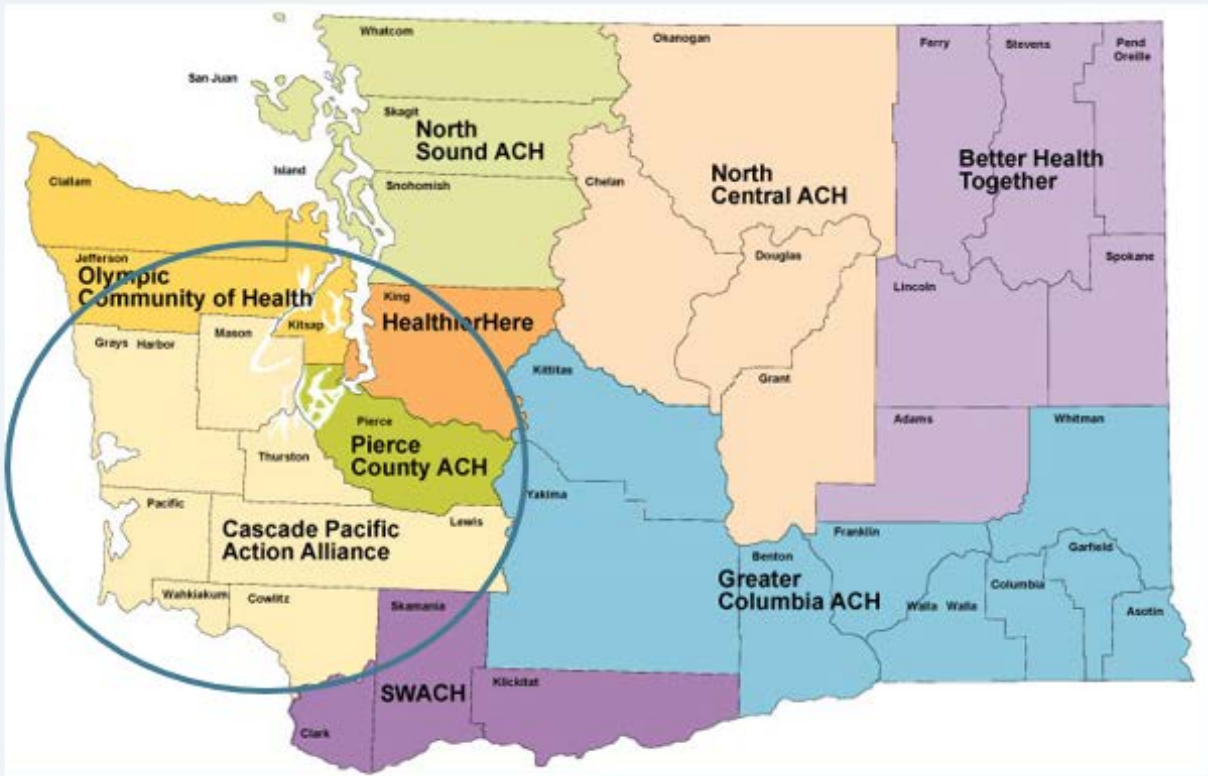 Whatcom
Okanogan
Ferry
Stevens
Pend
Oreille
San Juan
Skagit
North
Sound ACH
Island
Snohomish
Clallam
Chelan
North
Central ACH
Better Health
Together
Douglas
Spokane
Jefferson
Olympic
Community of Health
Kitsap
King
HealthierHere
Lincoln
Mason
Grays Harbor
Kittitas
Grant
Pierce
Pierce
County ACH
Adams
Whitman
Thurston
Yakima
Pacific
Lewis
Cascade Pacific
Action Alliance
Franklin
Benton
Greater
Columbia ACH
Garfield
Columbia
Walla Walla
Asotin
Wahkiakum
Cowlitz
Skamania
SWACH
Klickitat
Clark